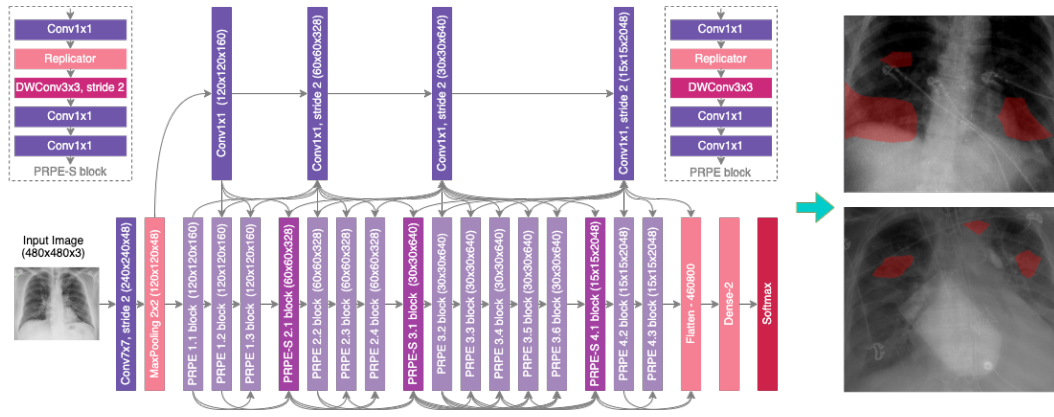 Conv1x1
Replicator
DWConv3x3, stride 2
Conv1x1
Conv1x1
PRPE-S block
Conv1x1 (120x120x160)
Conv1x1, stride 2 (60x60x328)
Conv1x1, stride 2 (30x30x640)
Conv1x1, stride 2 (15x15x2048)
Conv1x1
Replicator
DWConv3x3
Conv1x1
Conv1x1
PRPE block
Input Image
(480x480x3)
Conv7x7, stride 2 (240x240x48)
MaxPooling 2x2 (120x120x48)
PRPE 1.1 block (120x120x160)
PRPE 1.2 block (120x120x160)
PRPE 1.3 block (120x120x160)
PRPE-S 2.1 block (60x60x328)
PRPE 2.2 block (60x60x328)
PRPE 2.3 block (60x60x328)
PRPE 2.4 block (60x60x328)
PRPE-S 3.1 block (30x30x640)
PRPE 3.2 block (30x30x640)
PRPE 3.3 block (30x30x640)
PRPE 3.4 block (30x30x640)
PRPE 3.5 block (30x30x640)
PRPE 3.6 block (30x30x640)
PRPE-S 4.1 block (15x15x2048)
PRPE 4.2 block (15x15x2048)
PRPE 4.3 block (15x15x2048)
Flatten - 460800
Dense-2
Softmax